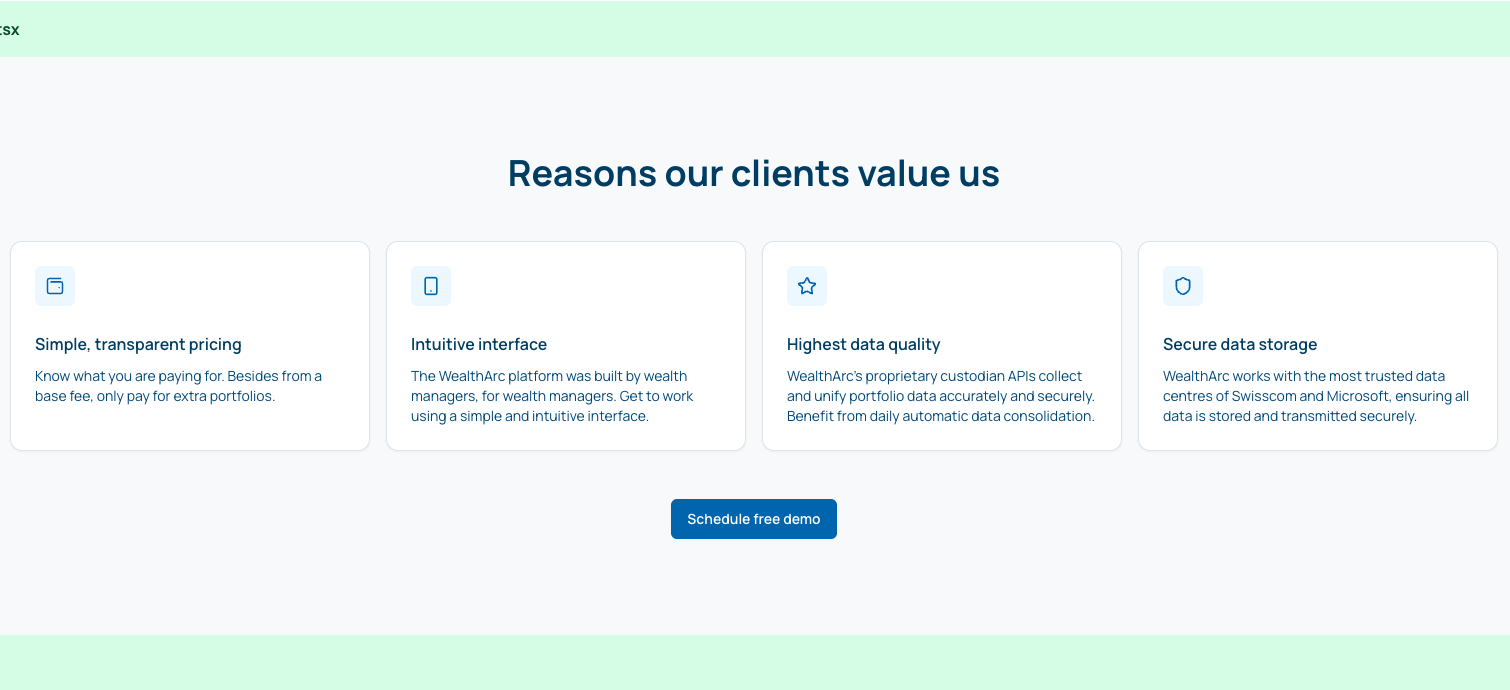 tsx
Reasons our clients value us
Simple, transparent pricing
Know what you are paying for. Besides from a
base fee, only pay for extra portfolios.
Intuitive interface
The WealthArc platform was built by wealth
managers, for wealth managers. Get to work
using a simple and intuitive interface.
Highest data quality
WealthArc's proprietary custodian APIs collect
and unify portfolio data accurately and securely.
Benefit from daily automatic data consolidation.
Secure data storage
WealthArc works with the most trusted data
centres of Swisscom and Microsoft, ensuring all
data is stored and transmitted securely.
Schedule free demo